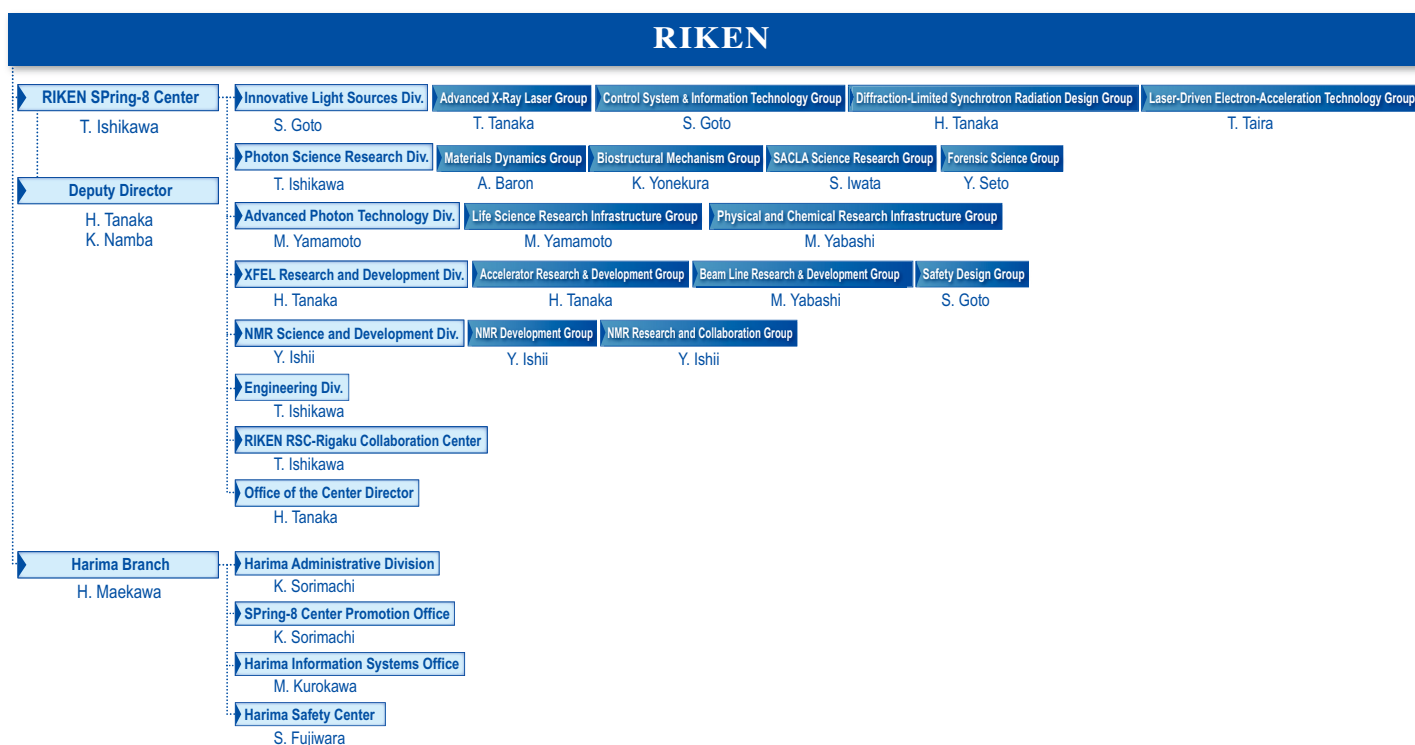 RIKEN
RIKEN SPring-8 Center
T. Ishikawa
Deputy Director
H. Tanaka
K. Namba
Innovative Light Sources Div.
S. Goto
Advanced X-Ray Laser Group
T. Tanaka
Control System & Information Technology Group
S. Goto
Diffraction-Limited Synchrotron Radiation Design Group
H. Tanaka
Laser-Driven Electron-Acceleration Technology Group
T. Taira
Photon Science Research Div.
T. Ishikawa
Materials Dynamics Group
A. Baron
Biostructural Mechanism Group
K. Yonekura
SACLA Science Research Group
S. Iwata
Forensic Science Group
Y. Seto
Advanced Photon Technology Div.
M. Yamamoto
Life Science Research Infrastructure Group
M. Yamamoto
Physical and Chemical Research Infrastructure Group
M. Yabashi
XFEL Research and Development Div.
H. Tanaka
Accelerator Research & Development Group
H. Tanaka
Beam Line Research & Development Group
M. Yabashi
Safety Design Group
S. Goto
NMR Science and Development Div.
Y. Ishii
NMR Development Group
Y. Ishii
NMR Research and Collaboration Group
Y. Ishii
Engineering Div.
T. Ishikawa
RIKEN RSC-Rigaku Collaboration Center
T. Ishikawa
Office of the Center Director
H. Tanaka
Harima Branch
H. Maekawa
Harima Administrative Division
K. Sorimachi
SPring-8 Center Promotion Office
K. Sorimachi
Harima Information Systems Office
M. Kurokawa
Harima Safety Center
S. Fujiwara